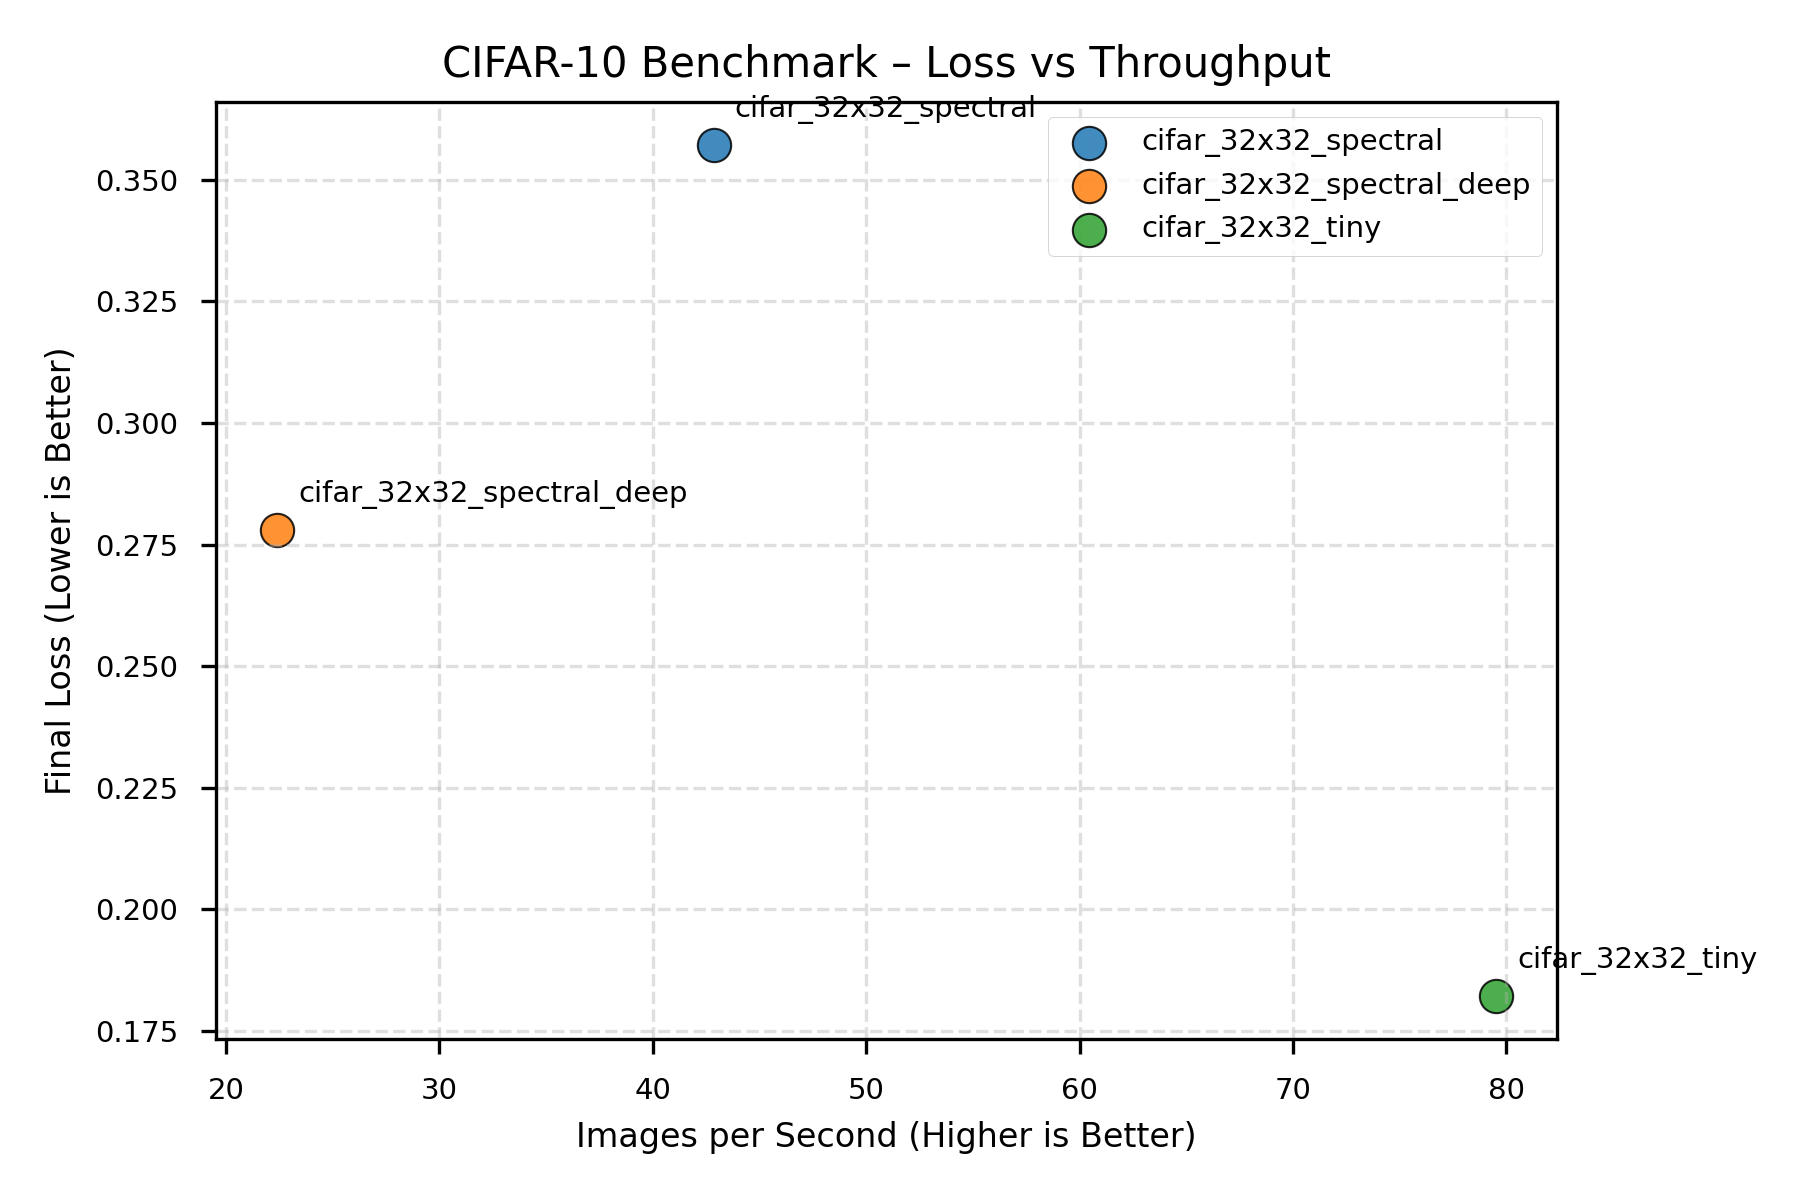 CIFAR-10 Benchmark – Loss vs Throughput
cifar_32x32_spectral
cifar_32x32_spectral
cifar_32x32_spectral_deep
cifar_32x32_tiny
0.350
0.325
0.300
0.275
0.250
0.225
0.200
0.175
Final Loss (Lower is Better)
cifar_32x32_spectral_deep
cifar_32x32_tiny
20 30 40 50 60 70 80
Images per Second (Higher is Better)